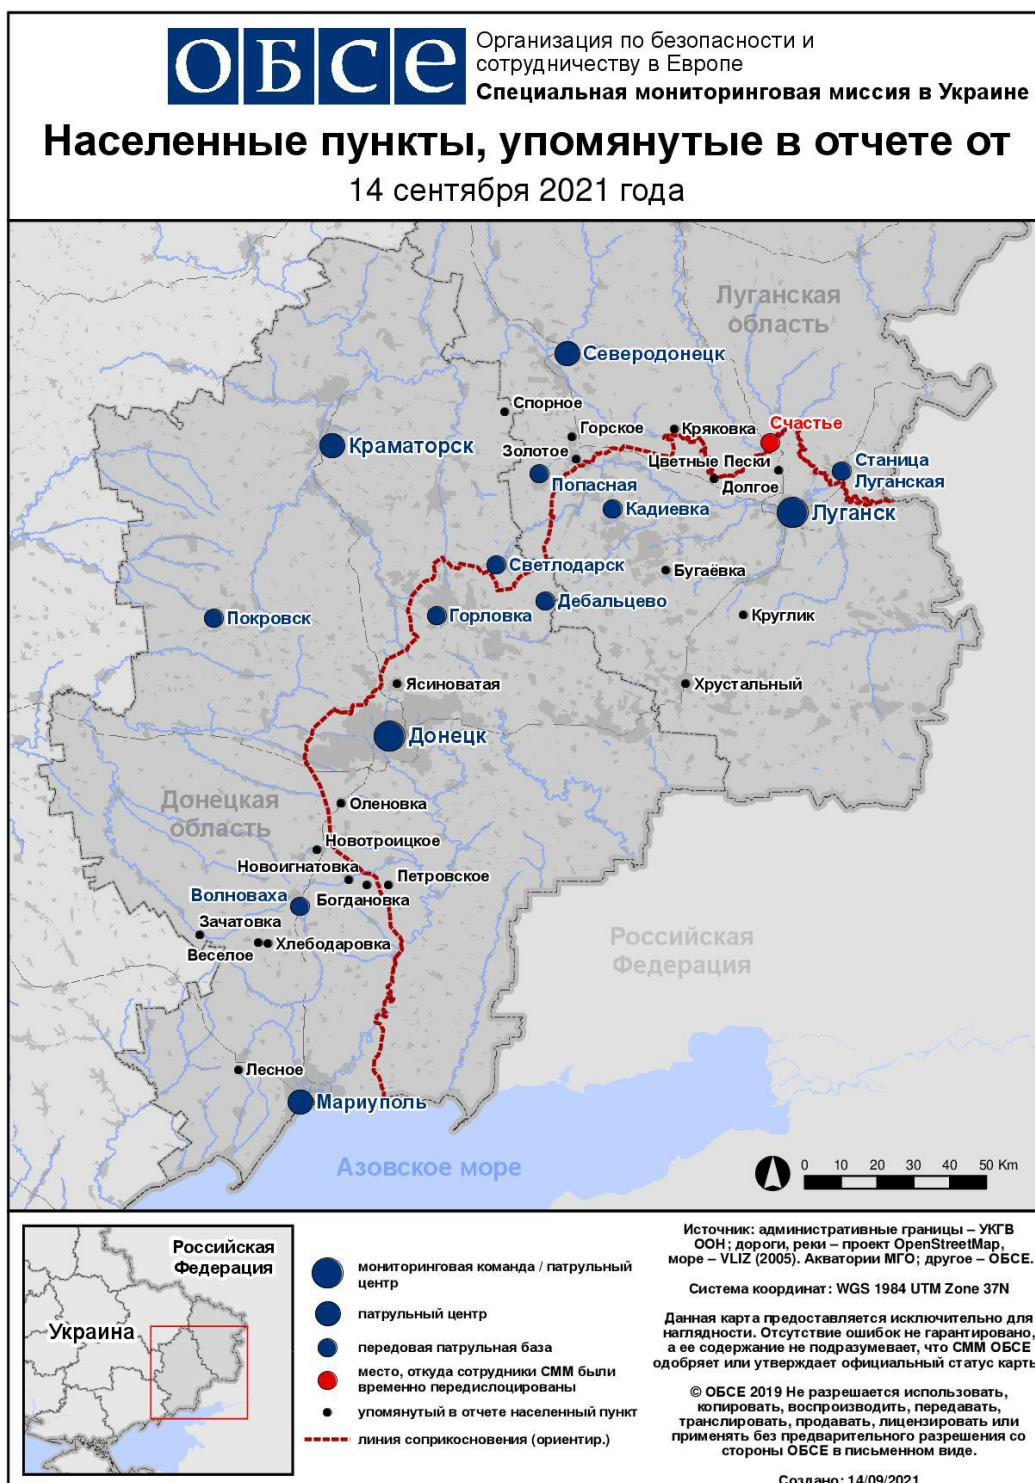 ОБСЕ
Организация по безопасности и
сотрудничеству в Европе
Специальная мониторинговая миссия в Украине
Населенные пункты, упомянутые в отчете от
14 сентября 2021 года
Луганская
область
Северодонецк
Спорное
Горское
Кряковка
Счастье
Краматорск
Золотое
Цветные Пески
Станица
Луганская
Попасная
Долгое
Кадиевка
Луганск
Светлодарск
Бугаёвка
Дебальцево
Покровск
Горловка
Круглик
Ясиноватая
Хрустальный
Донецк
Донецкая
область
Оленовка
Новотроицкое
Новоигнатовка
Петровское
Волноваха
Богдановка
Зачатовка
Веселое
Хлебодаровка
Российская
Федерация
Лесное
Мариуполь
Азовское море
0 10 20 30 40 50 Km
Российская
Федерация
Украина
мониторинговая команда / патрульный
центр
патрульный центр
передовая патрульная база
место, откуда сотрудники СММ были
временно передислоцированы
упомянутый в отчете населенный пункт
линия соприкосновения (ориентир.)
Источник: административные границы – УКГВ
ООН; дороги, реки – проект OpenStreetMap,
море – VLIZ (2005). Акватории МГО; другое – ОБСЕ.
Система координат: WGS 1984 UTM Zone 37N
Данная карта предоставляется исключительно для
наглядности. Отсутствие ошибок не гарантировано,
а ее содержание не подразумевает, что СММ ОБСЕ
одобряет или утверждает официальный статус карты
© ОБСЕ 2019 Не разрешается использовать,
копировать, воспроизводить, передавать,
транслировать, продавать, лицензировать или
применять без предварительного разрешения со
стороны ОБСЕ в письменном виде.
Создано: 14/09/2021